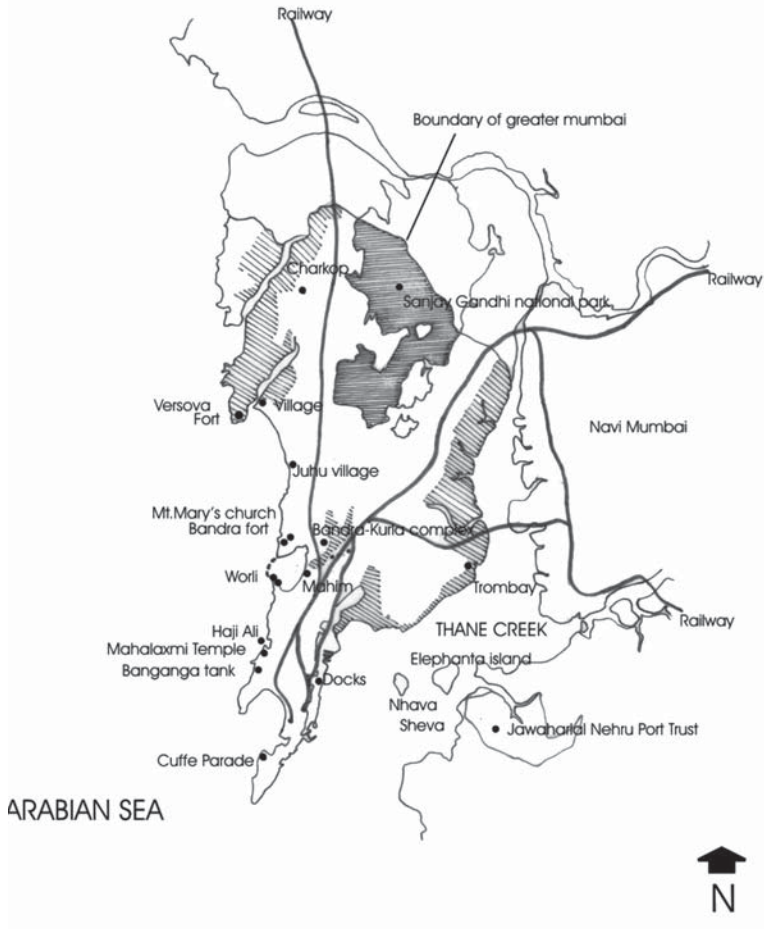 Railway
Boundary of greater mumbai
Charkop
Railway
Sanjay Gandhi national park
Versova
Fort
Village
Navi Mumbai
Juhu village
Mt.Mary's church
Bandra fort
Bandra-Kurla complex
Worli
Mahim
Trombay
Haji Ali
THANE CREEK
Railway
Mahalaxmi Temple
Elephanta island
Banganga tank
Docks
Nhava
Sheva
Jawaharlal Nehru Port Trust
Cuffe Parade
ARABIAN SEA
N